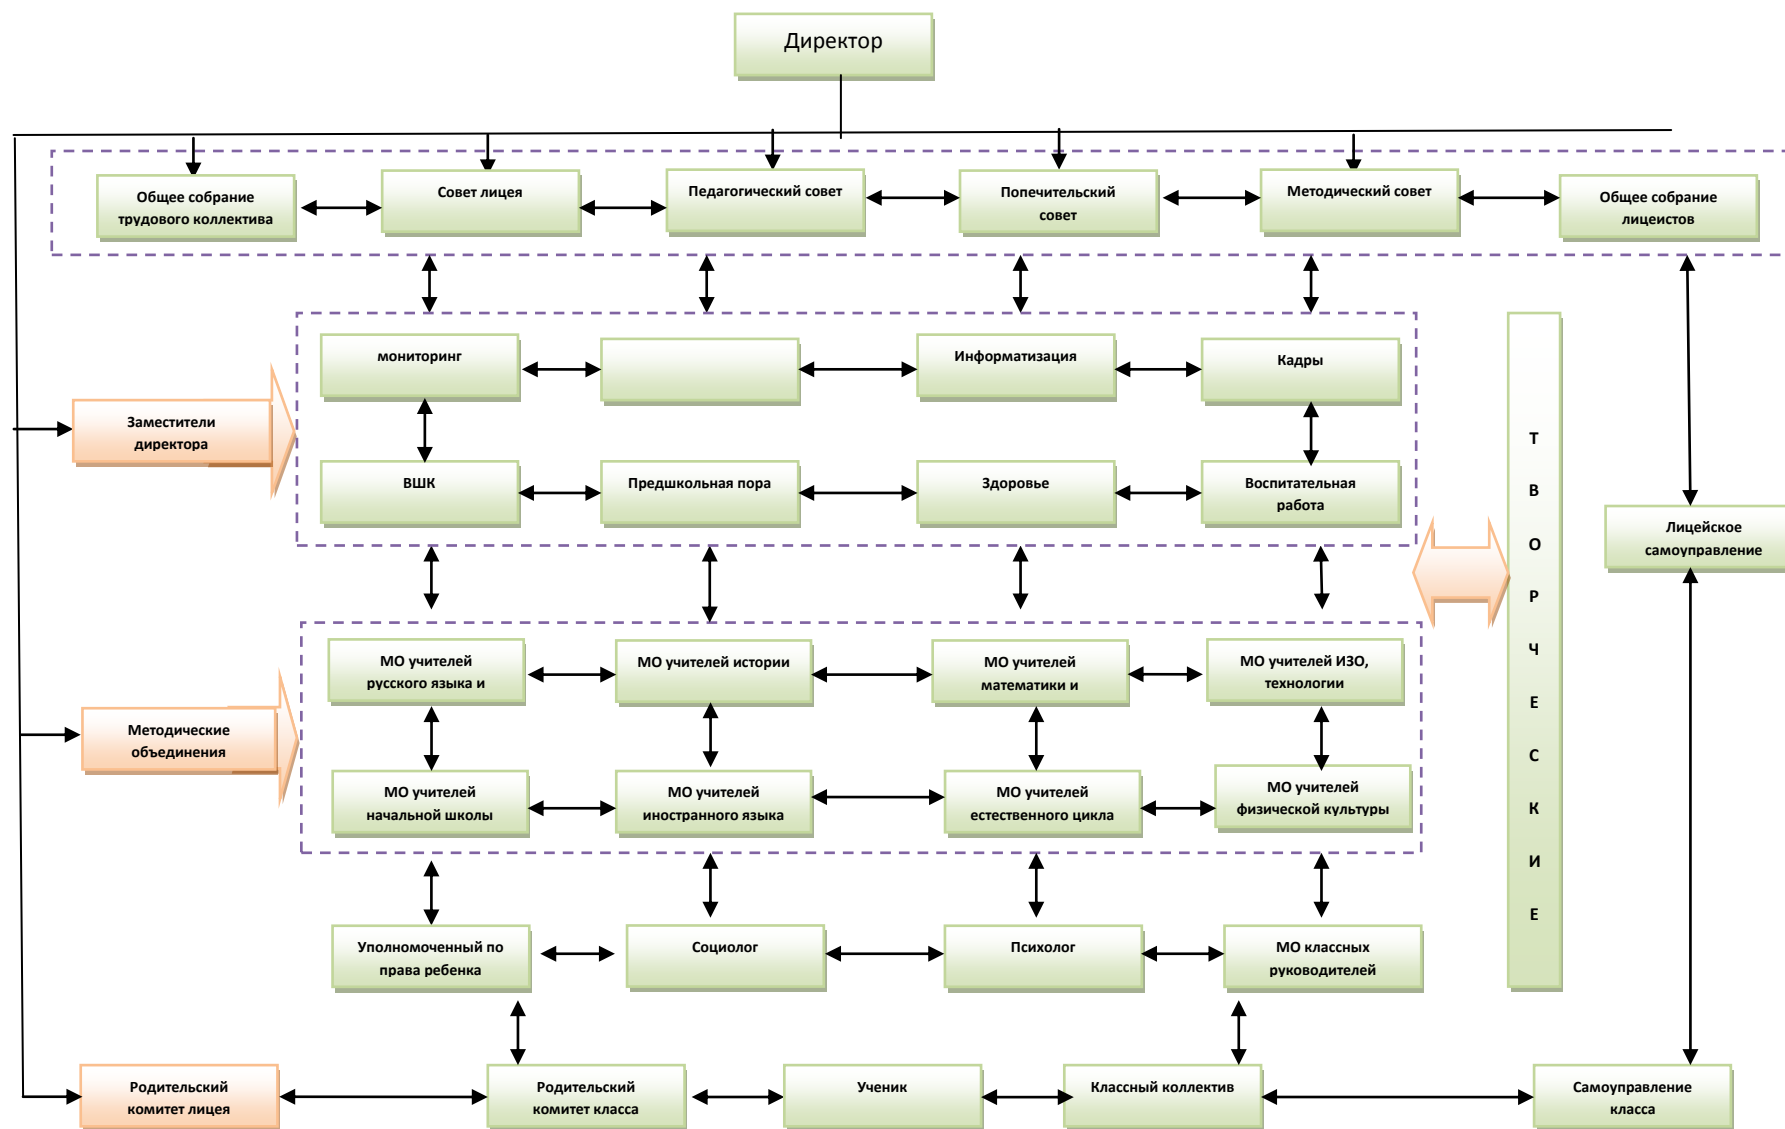 Директор
Общее собрание
трудового коллектива
Совет лицея
Педагогический совет
Попечительский
совет
Методический совет
Общее собрание
лицеистов
мониторинг
Информатизация
Кадры
Заместители
директора
ВШК
Предшкольная пора
Здоровье
Воспитательная
работа
Т
В
О
Р
Ч
Е
С
К
И
Е
Лицейское
самоуправление
МО учителей
русского языка и
МО учителей истории
МО учителей
математики и
МО учителей ИЗО,
технологии
Методические
объединения
МО учителей
начальной школы
МО учителей
иностранного языка
МО учителей
естественного цикла
МО учителей
физической культуры
Уполномоченный по
права ребенка
Социолог
Психолог
МО классных
руководителей
Родительский
комитет лицея
Родительский
комитет класса
Ученик
Классный коллектив
Самоуправление
класса